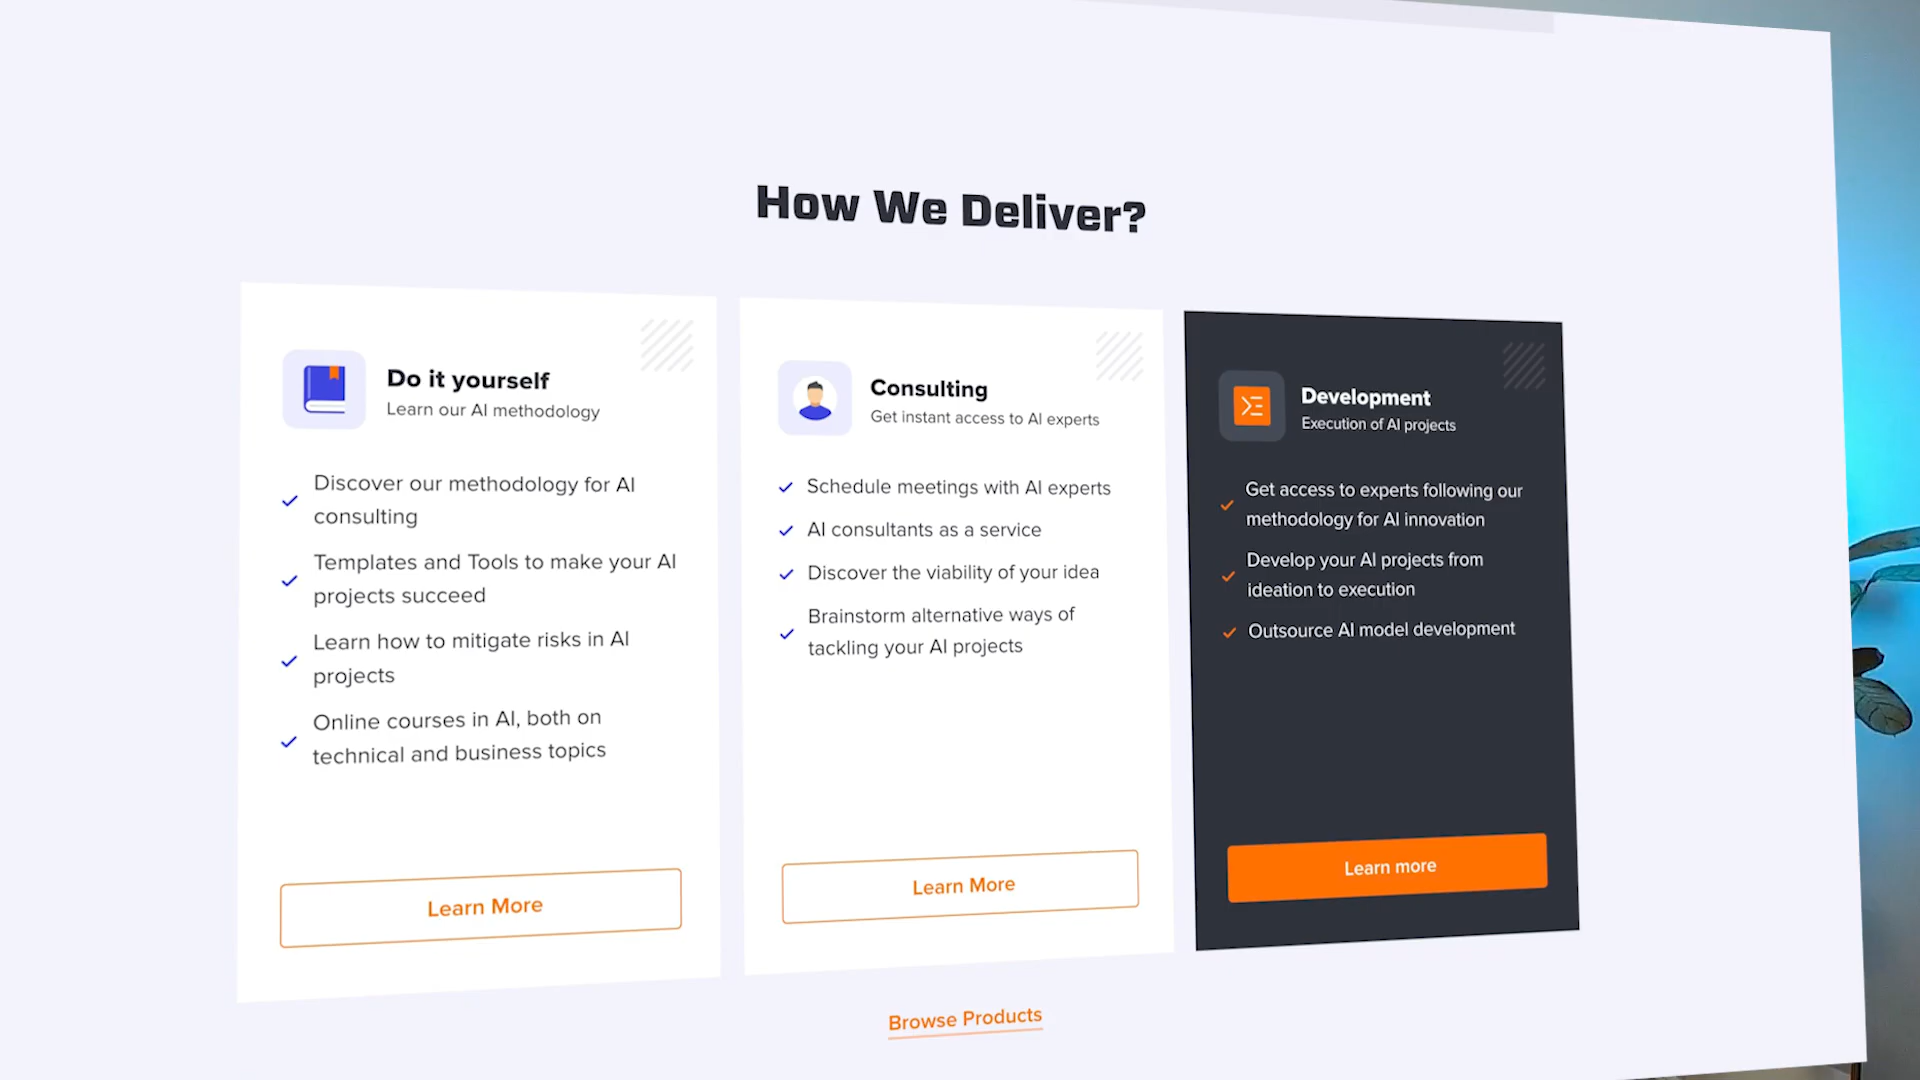 How We Deliver?
Do it yourself
Learn our AI methodology
Discover our methodology for AI
consulting
Templates and Tools to make your AI
projects succeed
Learn how to mitigate risks in AI
projects
Online courses in AI, both on
technical and business topics
Learn More
Consulting
Get instant access to AI experts
Schedule meetings with AI experts
AI consultants as a service
Discover the viability of your idea
Brainstorm alternative ways of
tackling your AI projects
Learn More
Development
Execution of AI projects
Get access to experts following our
methodology for AI innovation
Develop your AI projects from
ideation to execution
Outsource AI model development
Learn more
Browse Products